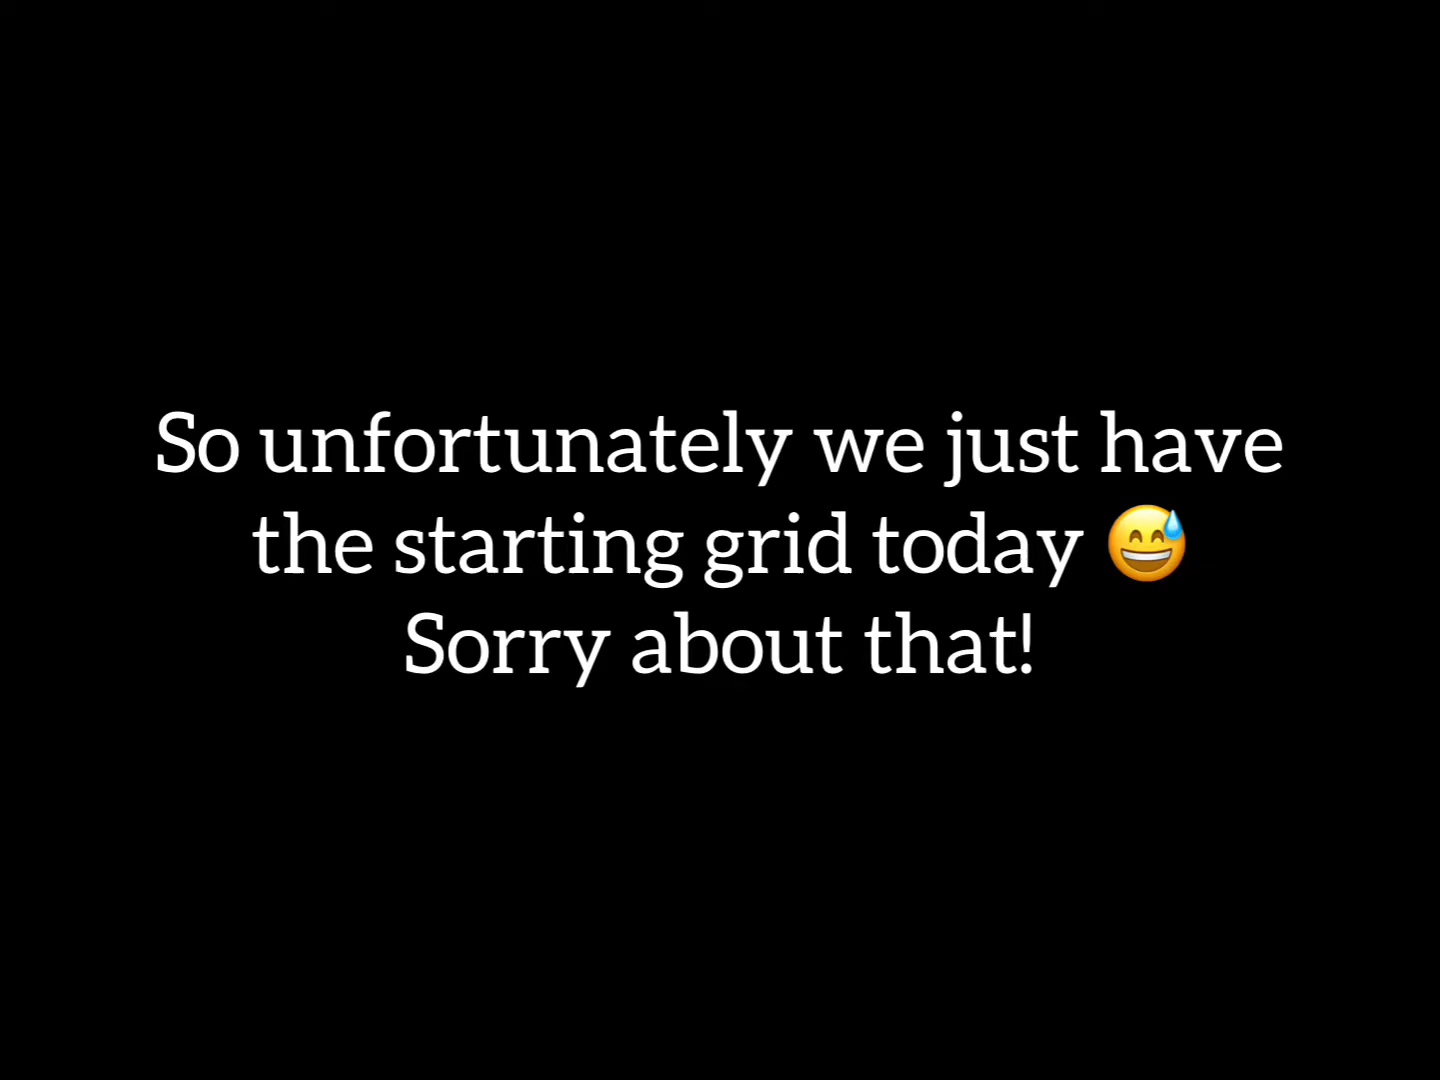 So unfortunately we just have
the starting grid today 😅
Sorry about that!